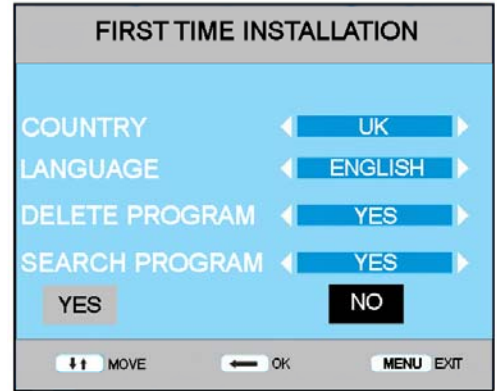 FIRST TIME INSTALLATION
COUNTRY UK
LANGUAGE ENGLISH
DELETE PROGRAM YES
SEARCH PROGRAM YES
YES NO
MOVE OK MENU EXIT